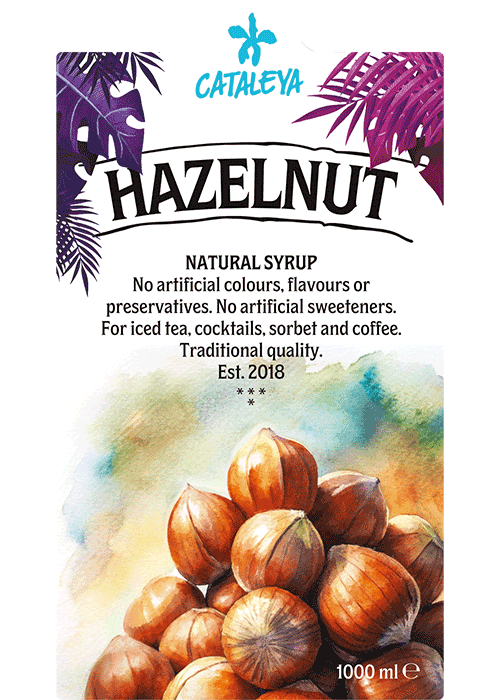 CATALEYA
HAZELNUT
NATURAL SYRUP
No artificial colours, flavours or
preservatives. No artificial sweeteners.
For iced tea, cocktails, sorbet and coffee.
Traditional quality.
Est. 2018
* * *
*
1000 ml ℮